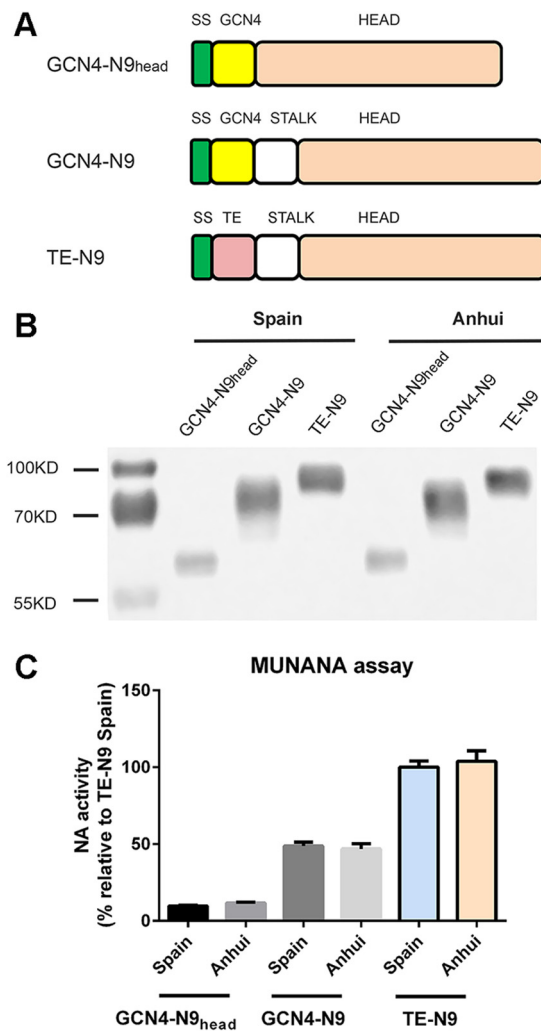 A
SS GCN4 HEAD
GCN4-N9head
SS GCN4 STALK HEAD
GCN4-N9
SS TE STALK HEAD
TE-N9
B
Spain Anhui
GCN4-N9head GCN4-N9 TE-N9 GCN4-N9head GCN4-N9 TE-N9
100KD
70KD
55KD
C
MUNANA assay
NA activity
(% relative to TE-N9 Spain)
150
100
50
0
Spain Anhui Spain Anhui Spain Anhui
GCN4-N9head GCN4-N9 TE-N9